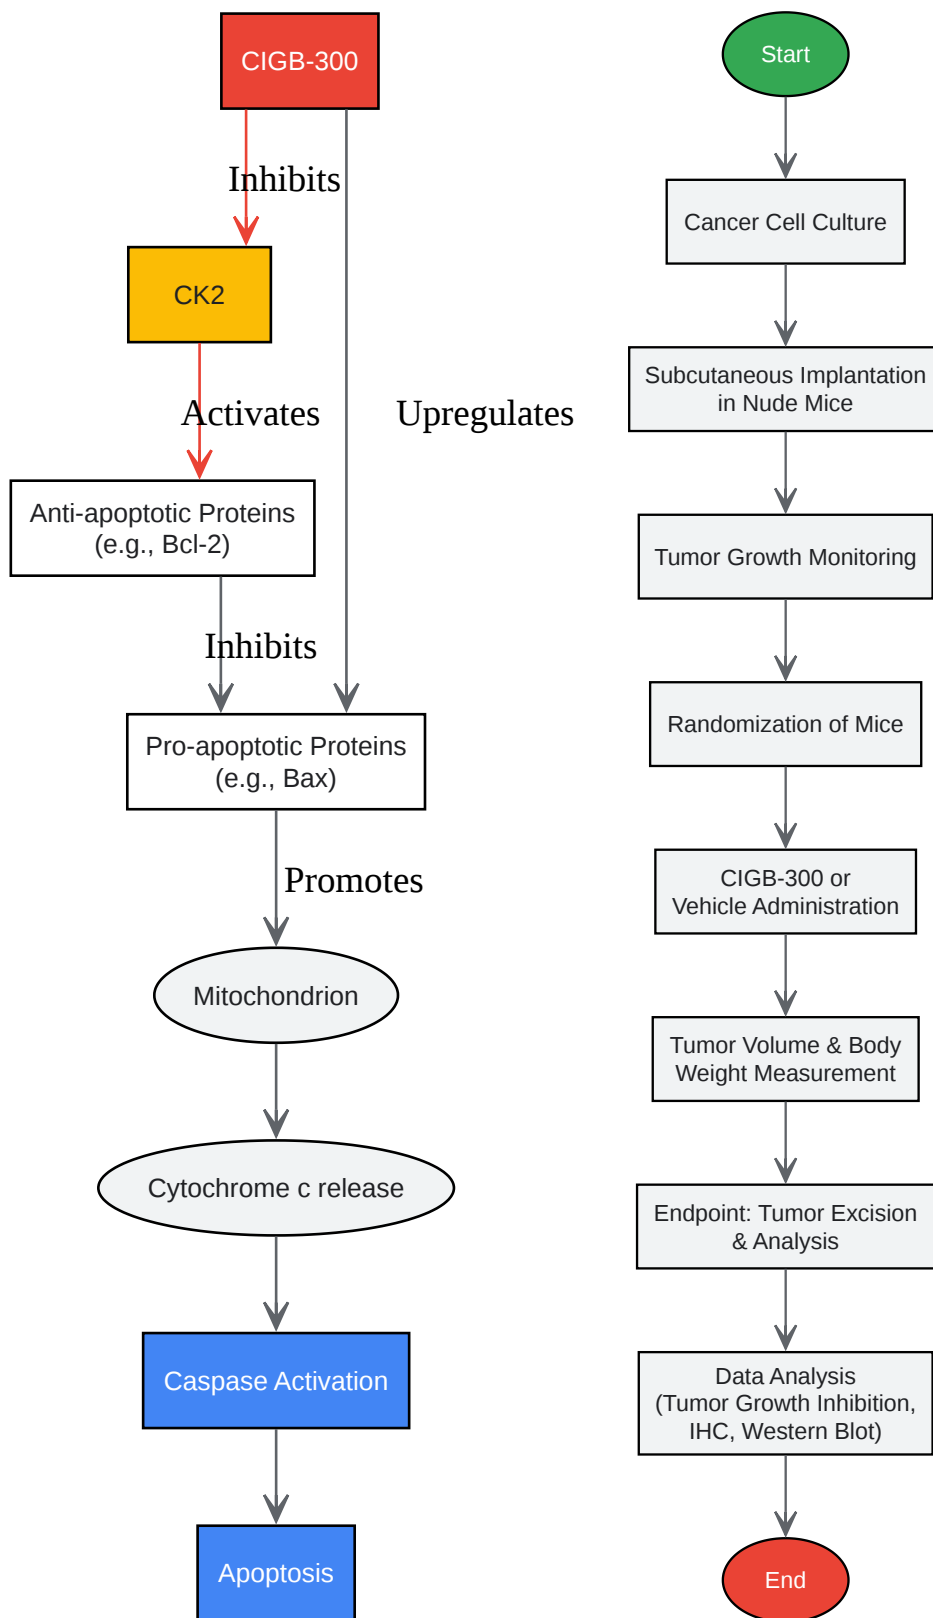 CIGB-300
Inhibits
CK2
Activates
Upregulates
Anti-apoptotic Proteins
(e.g., Bcl-2)
Inhibits
Pro-apoptotic Proteins
(e.g., Bax)
Promotes
Mitochondrion
Cytochrome c release
Caspase Activation
Apoptosis
Start
Cancer Cell Culture
Subcutaneous Implantation
in Nude Mice
Tumor Growth Monitoring
Randomization of Mice
CIGB-300 or
Vehicle Administration
Tumor Volume & Body
Weight Measurement
Endpoint: Tumor Excision
& Analysis
Data Analysis
(Tumor Growth Inhibition,
IHC, Western Blot)
End